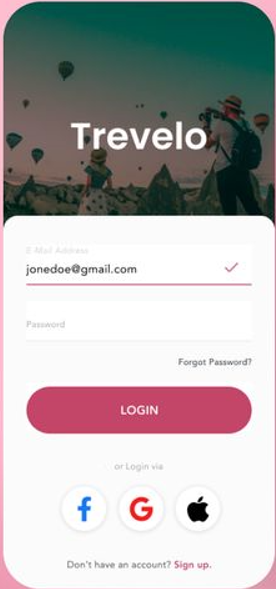 Trevelo
E-Mail Address
jonedoe@gmail.com
Password
Forgot Password?
LOGIN
or Login via
Don't have an account? Sign up.